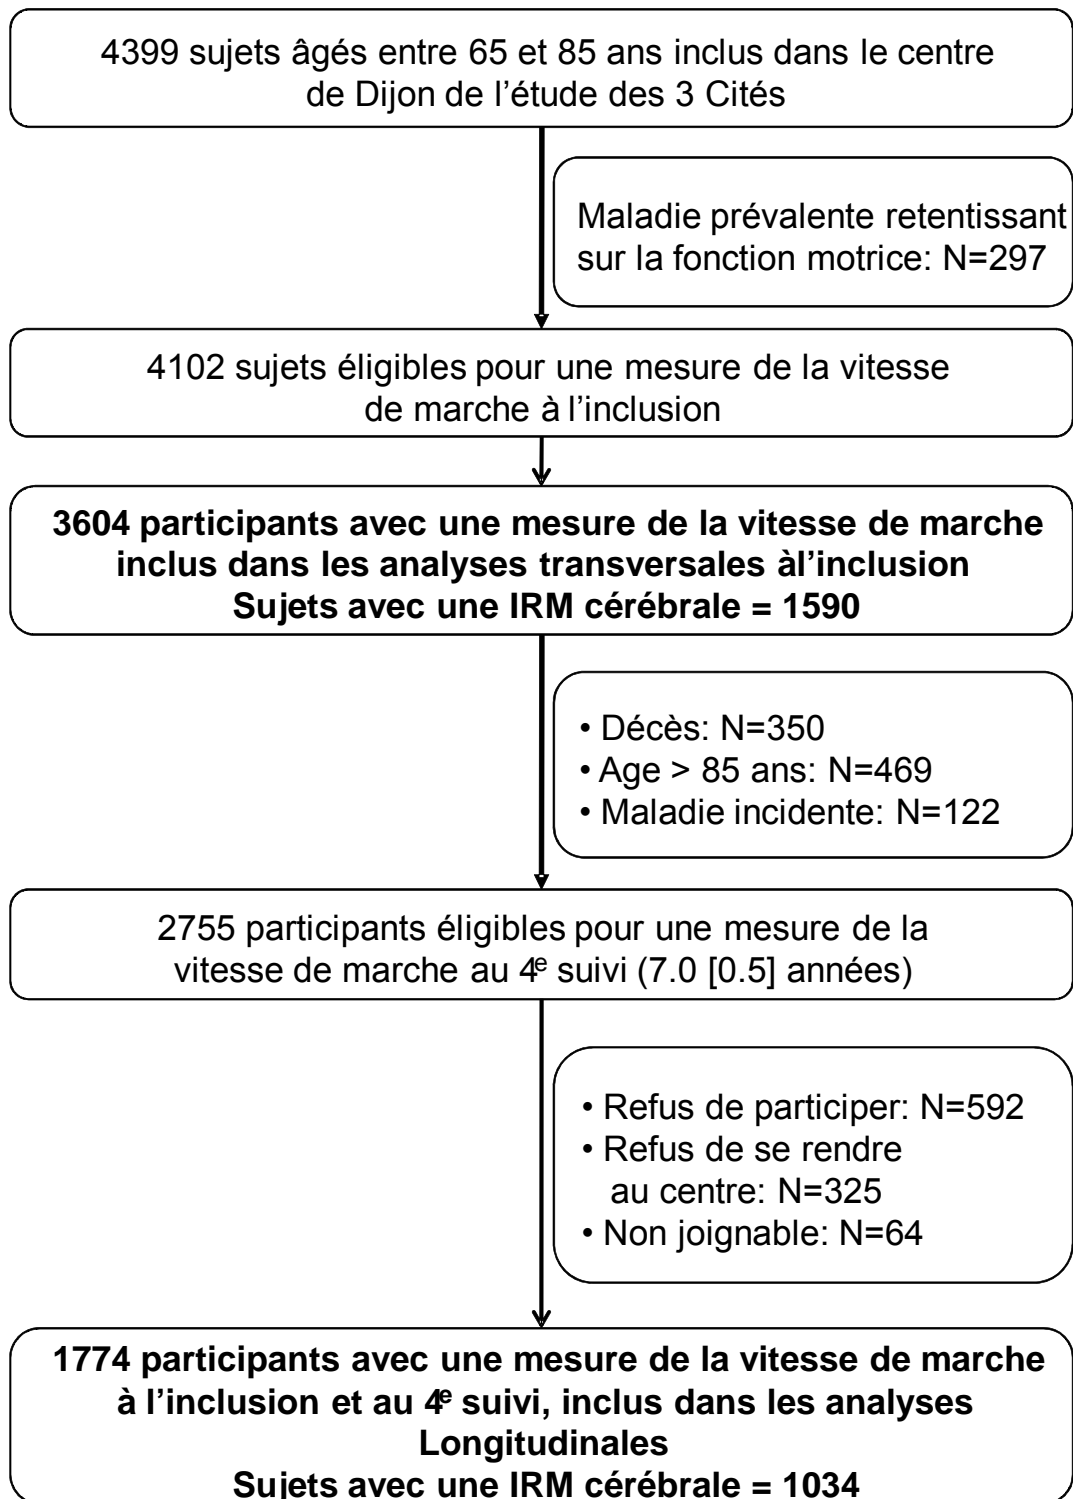 4399 sujets âgés entre 65 et 85 ans inclus dans le centre
de Dijon de l’étude des 3 Cités
Maladie prévalente retentissant
sur la fonction motrice: N=297
4102 sujets éligibles pour une mesure de la vitesse
de marche à l’inclusion
3604 participants avec une mesure de la vitesse de marche
inclus dans les analyses transversales àl’inclusion
Sujets avec une IRM cérébrale = 1590
• Décès: N=350
• Age > 85 ans: N=469
• Maladie incidente: N=122
2755 participants éligibles pour une mesure de la
vitesse de marche au 4e suivi (7.0 [0.5] années)
• Refus de participer: N=592
• Refus de se rendre
au centre: N=325
• Non joignable: N=64
1774 participants avec une mesure de la vitesse de marche
à l’inclusion et au 4e suivi, inclus dans les analyses
Longitudinales
Sujets avec une IRM cérébrale = 1034